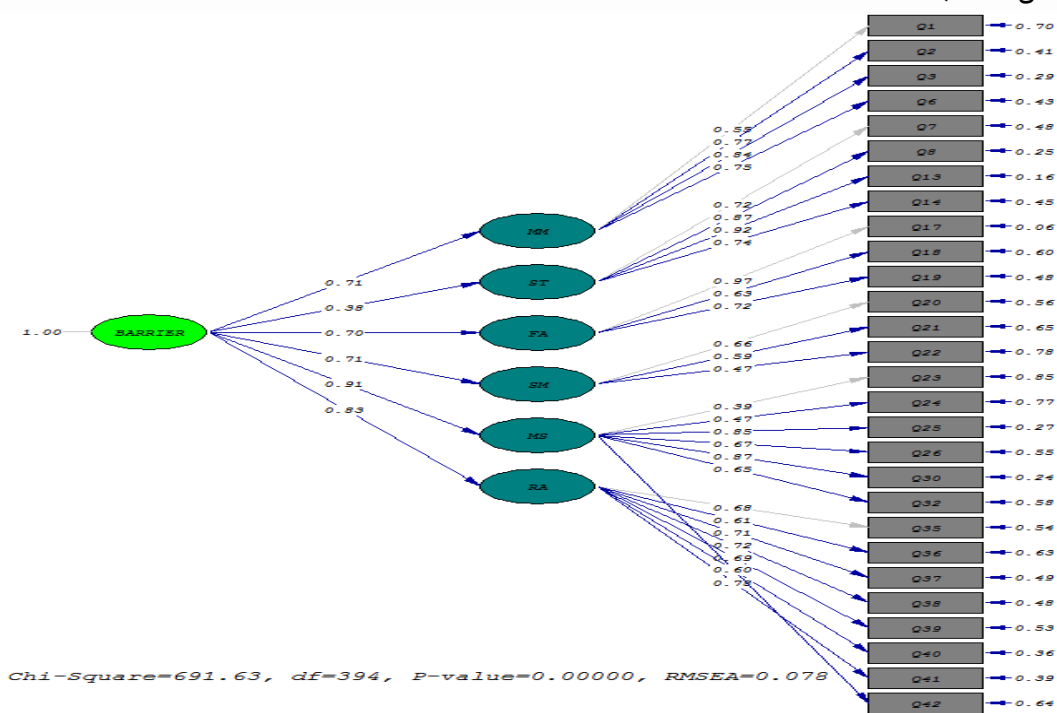 Q1 0.70
Q2 0.41
Q3 0.29
Q6 0.43
Q7 0.48
Q8 0.25
Q13 0.16
Q14 0.45
Q17 0.06
Q18 0.60
Q19 0.48
Q20 0.56
Q21 0.65
Q22 0.78
Q23 0.85
Q24 0.77
Q25 0.27
Q26 0.55
Q30 0.24
Q32 0.58
Q35 0.54
Q36 0.63
Q37 0.49
Q38 0.48
Q39 0.53
Q40 0.36
Q41 0.39
Q42 0.64
0.55
0.77
0.84
0.75
0.72
0.87
0.92
0.74
0.97
0.63
0.72
0.66
0.59
0.47
0.39
0.47
0.85
0.67
0.87
0.65
0.68
0.61
0.71
0.72
0.69
0.60
MM
ST
FA
SM
MS
RA
0.71
0.38
0.70
0.71
0.91
0.83
1.00 BARRIER
Chi-Square=691.63, df=394, P-value=0.00000, RMSEA=0.078